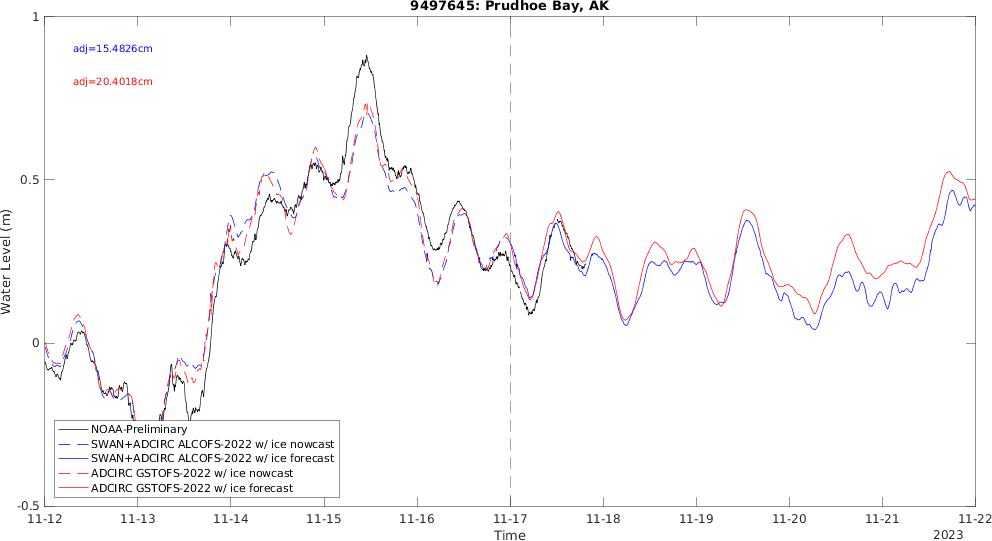 9497645: Prudhoe Bay, AK
1
adj=15.4826cm
adj=20.4018cm
0.5
Water Level (m)
0
NOAA-Preliminary
SWAN+ADCIRC ALCOFS-2022 w/ ice nowcast
SWAN+ADCIRC ALCOFS-2022 w/ ice forecast
ADCIRC GSTOFS-2022 w/ ice nowcast
ADCIRC GSTOFS-2022 w/ ice forecast
-0.5
11-12 11-13 11-14 11-15 11-16 11-17 11-18 11-19 11-20 11-21 11-22
Time 2023